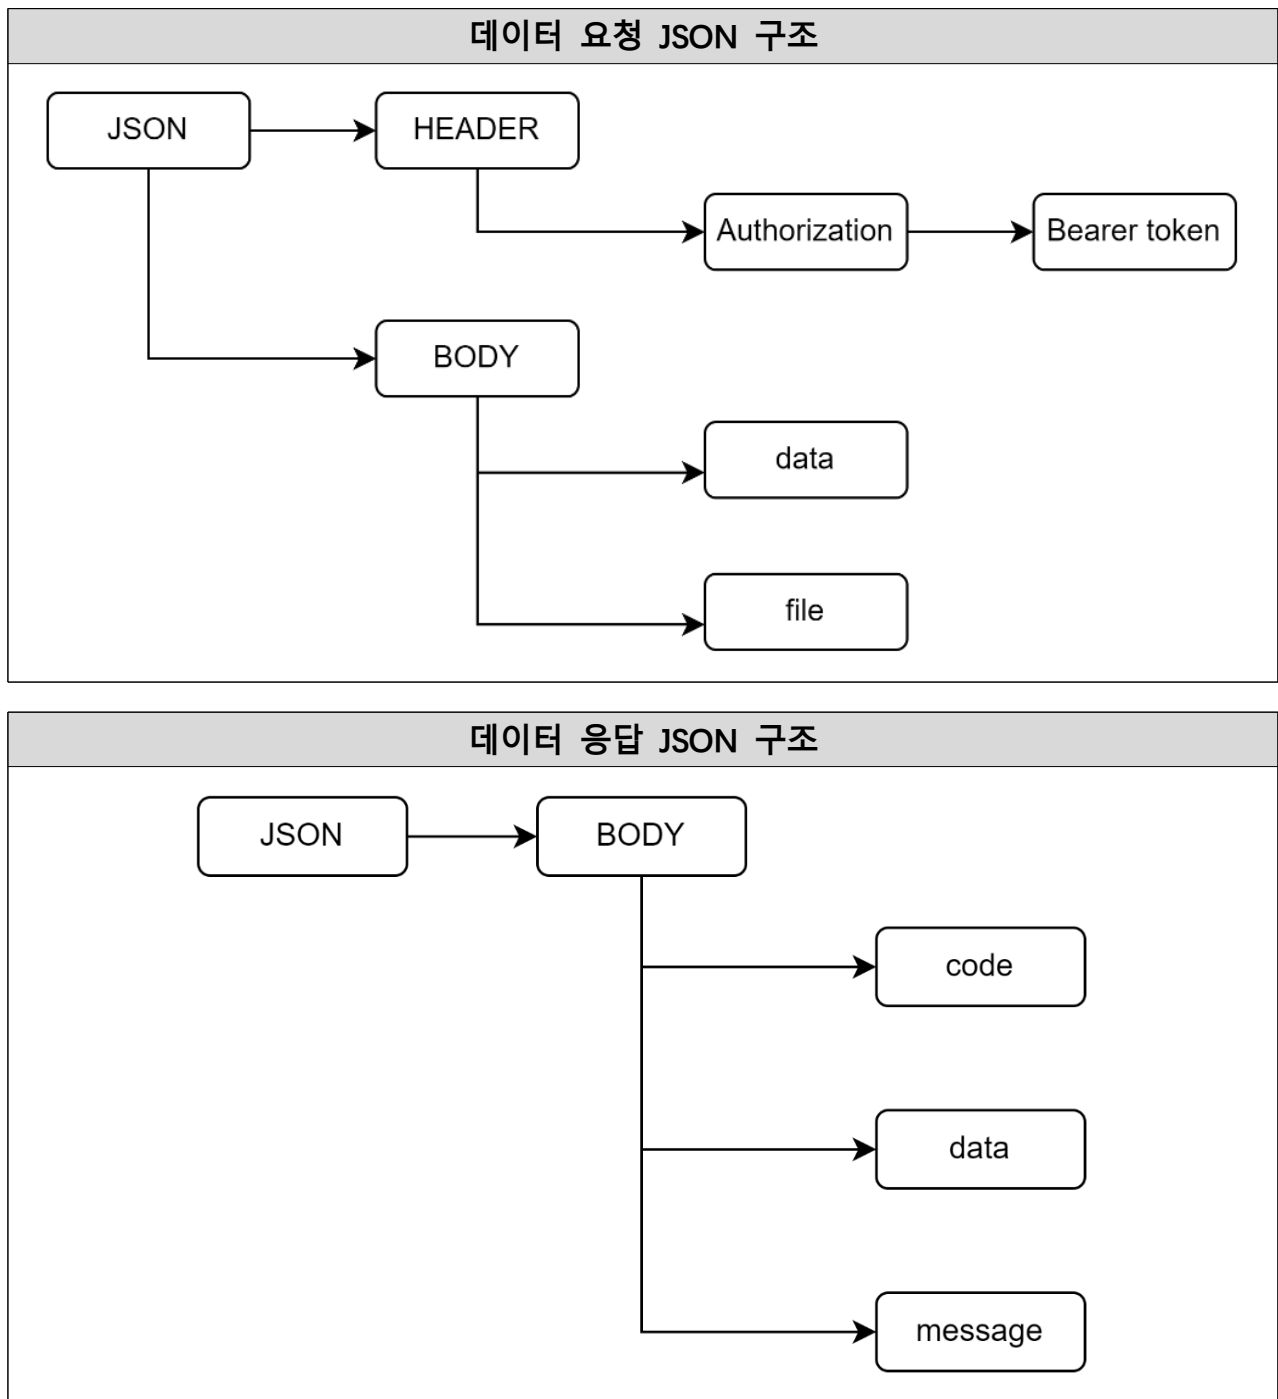 데이터 요청 JSON 구조
JSON
HEADER
Authorization
Bearer token
BODY
data
file
데이터 응답 JSON 구조
JSON
BODY
code
data
message